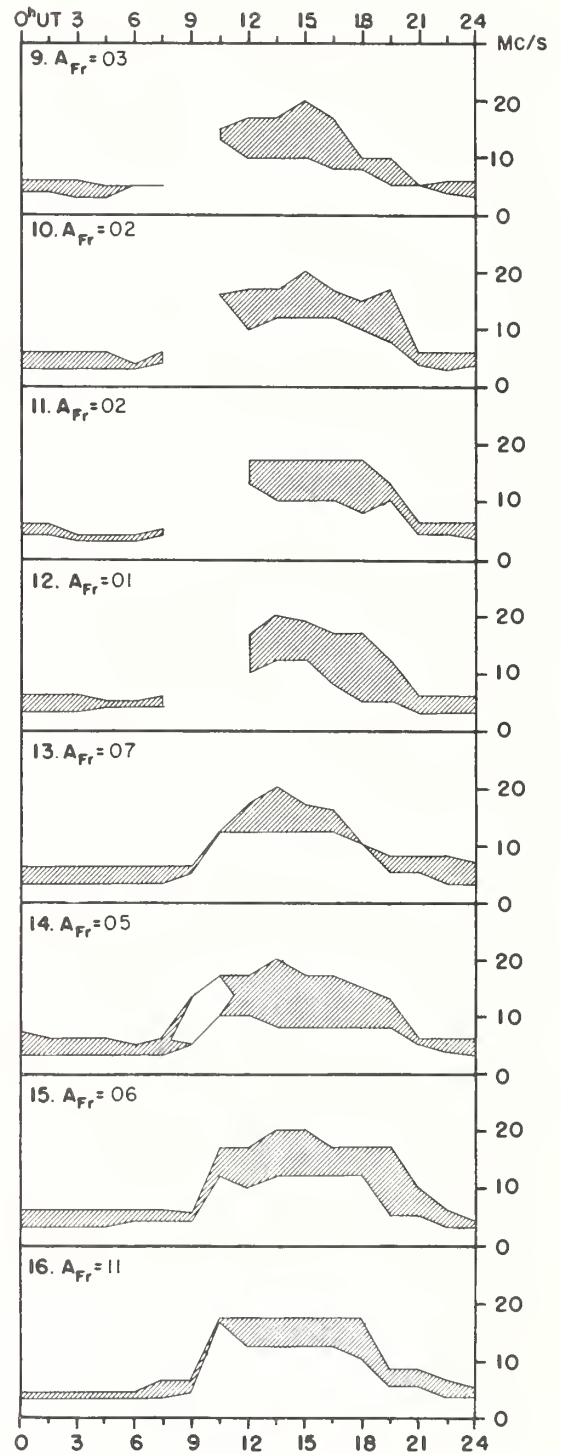 0ʰUT 3 6 9 12 15 18 21 24
MC/S
9. A_Fr=03
20
10
0
10. A_Fr=02
20
10
0
11. A_Fr=02
20
10
0
12. A_Fr=01
20
10
0
13. A_Fr=07
20
10
0
14. A_Fr=05
20
10
0
15. A_Fr=06
20
10
0
16. A_Fr=11
20
10
0
0 3 6 9 12 15 18 21 24